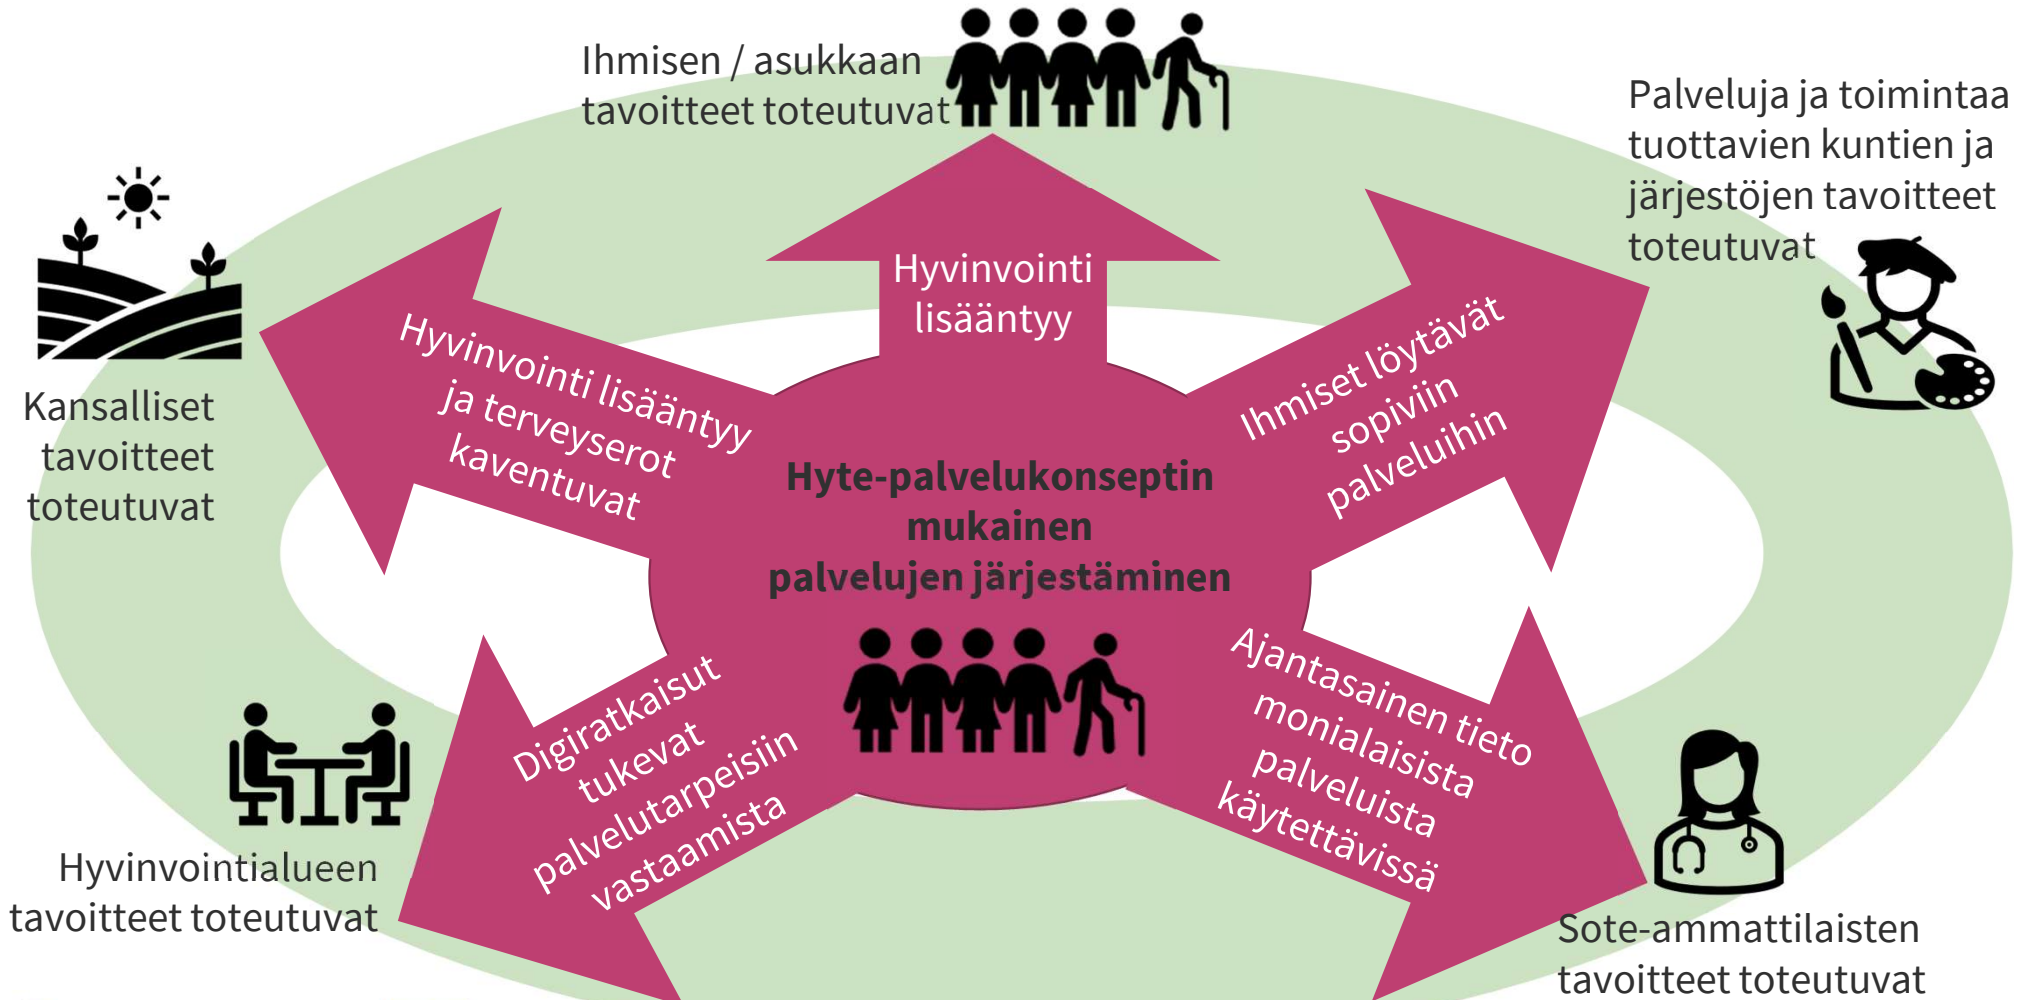 Ihmisen / asukkaan
tavoitteet toteutuvat
Palveluja ja toimintaa
tuottavien kuntien ja
järjestöjen tavoitteet
toteutuvat
Hyvinvointi
lisääntyy
Hyvinvointi lisääntyy
ja terveyserot
kaventuvat
Ihmiset löytävät
sopiviin
palveluihin
Kansalliset
tavoitteet
toteutuvat
Hyte-palvelukonseptin
mukainen
palvelujen järjestäminen
Digiratkaisut
tukevat
palvelutarpeisiin
vastaamista
Ajantasainen tieto
monialaisista
palveluista
käytettävissä
Hyvinvointialueen
tavoitteet toteutuvat
Sote-ammattilaisten
tavoitteet toteutuvat